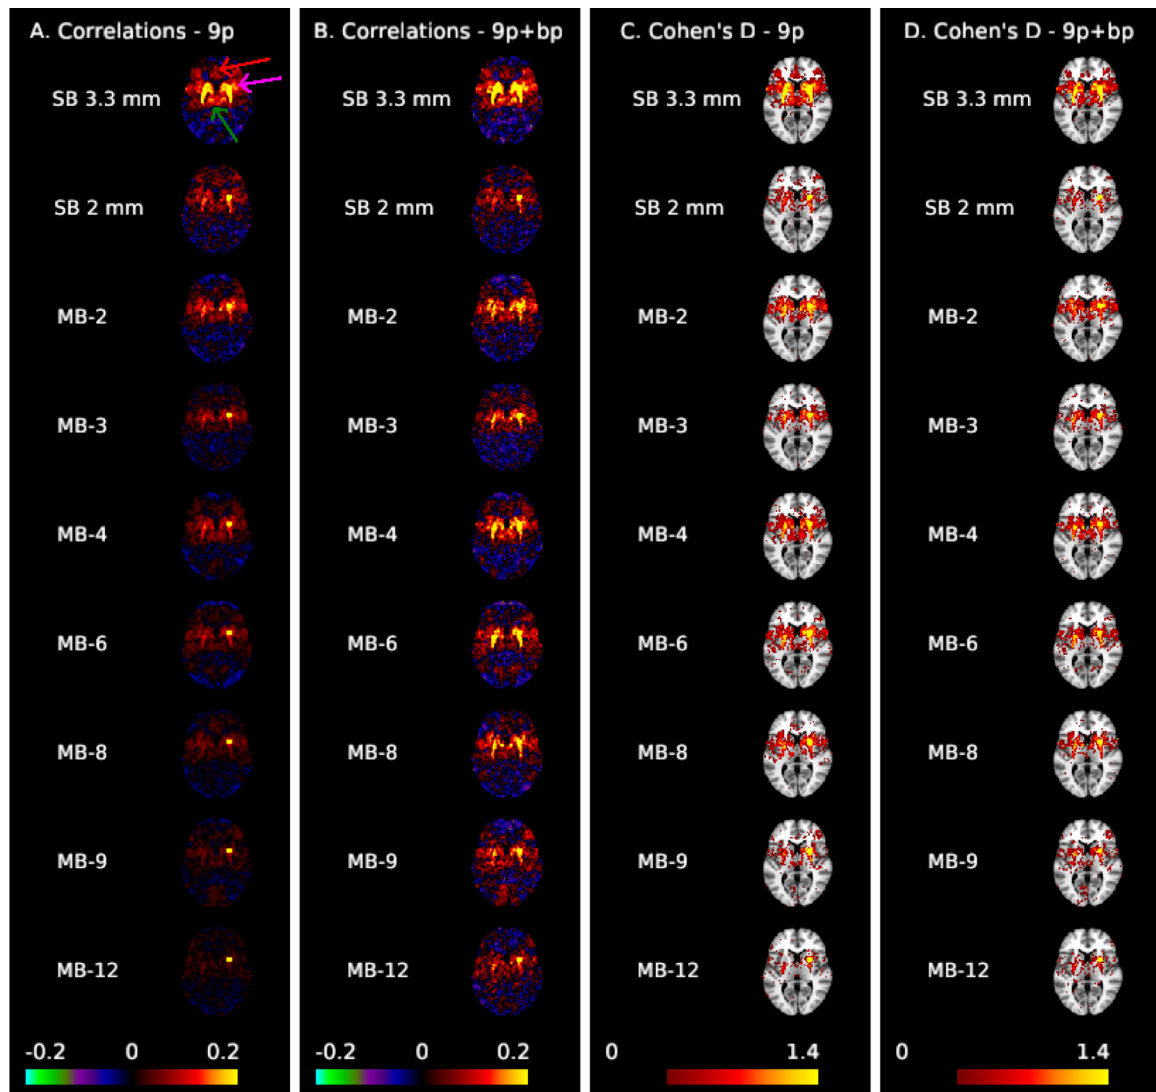 A. Correlations - 9p
SB 3.3 mm
SB 2 mm
MB-2
MB-3
MB-4
MB-6
MB-8
MB-9
MB-12
-0.2 0 0.2
B. Correlations - 9p+bp
SB 3.3 mm
SB 2 mm
MB-2
MB-3
MB-4
MB-6
MB-8
MB-9
MB-12
-0.2 0 0.2
C. Cohen's D - 9p
SB 3.3 mm
SB 2 mm
MB-2
MB-3
MB-4
MB-6
MB-8
MB-9
MB-12
0 1.4
D. Cohen's D - 9p+bp
SB 3.3 mm
SB 2 mm
MB-2
MB-3
MB-4
MB-6
MB-8
MB-9
MB-12
0 1.4